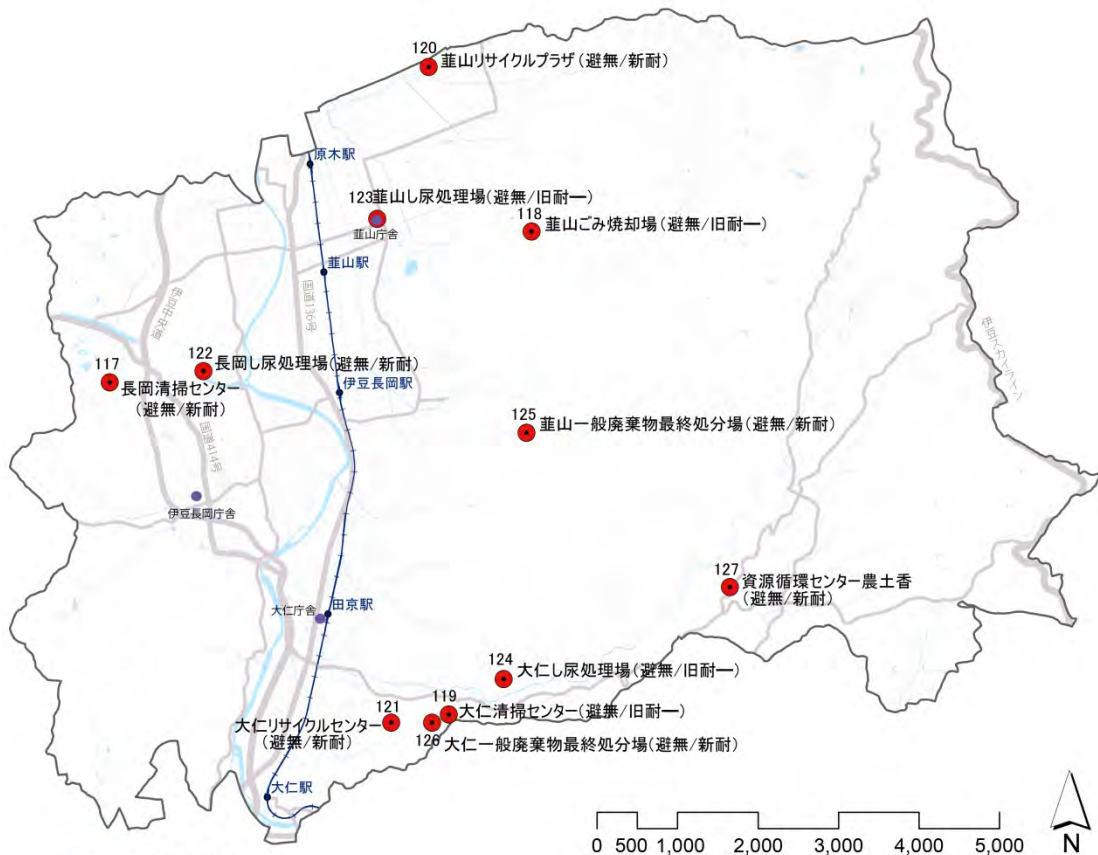 120
韮山リサイクルプラザ(避無/新耐)
原木駅
123
韮山し尿処理場(避無/旧耐一)
韮山庁舎
118
韮山ごみ焼却場(避無/旧耐一)
韮山駅
国道136号
伊豆中央道
伊豆スカイライン
117
長岡清掃センター
(避無/新耐)
122
長岡し尿処理場(避無/新耐)
伊豆長岡駅
国道414号
125
韮山一般廃棄物最終処分場(避無/新耐)
伊豆長岡庁舎
127
資源循環センター農土香
(避無/新耐)
大仁庁舎
田京駅
124
大仁し尿処理場(避無/旧耐一)
121
大仁リサイクルセンター
(避無/新耐)
119
大仁清掃センター(避無/旧耐一)
126
大仁一般廃棄物最終処分場(避無/新耐)
大仁駅
0 500 1,000 2,000 3,000 4,000 5,000
N